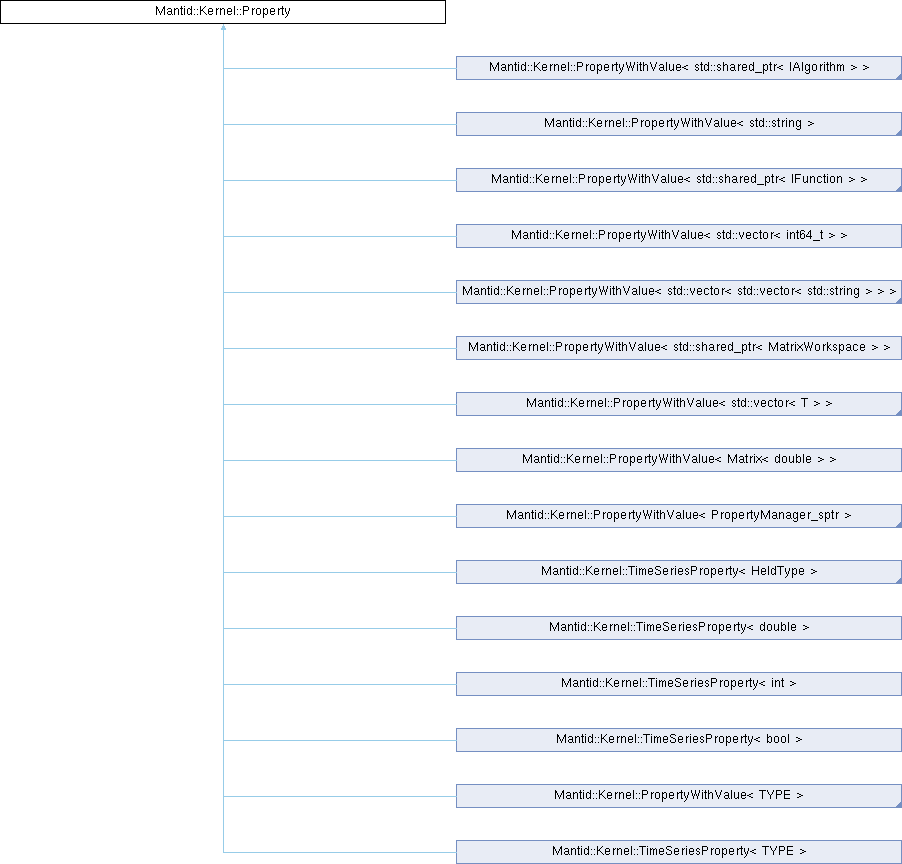 Mantid::Kernel::Property
Mantid::Kernel::PropertyWithValue< std::shared_ptr< IAlgorithm > >
Mantid::Kernel::PropertyWithValue< std::string >
Mantid::Kernel::PropertyWithValue< std::shared_ptr< IFunction > >
Mantid::Kernel::PropertyWithValue< std::vector< int64_t > >
Mantid::Kernel::PropertyWithValue< std::vector< std::vector< std::string > > >
Mantid::Kernel::PropertyWithValue< std::shared_ptr< MatrixWorkspace > >
Mantid::Kernel::PropertyWithValue< std::vector< T > >
Mantid::Kernel::PropertyWithValue< Matrix< double > >
Mantid::Kernel::PropertyWithValue< PropertyManager_sptr >
Mantid::Kernel::TimeSeriesProperty< HeldType >
Mantid::Kernel::TimeSeriesProperty< double >
Mantid::Kernel::TimeSeriesProperty< int >
Mantid::Kernel::TimeSeriesProperty< bool >
Mantid::Kernel::PropertyWithValue< TYPE >
Mantid::Kernel::TimeSeriesProperty< TYPE >